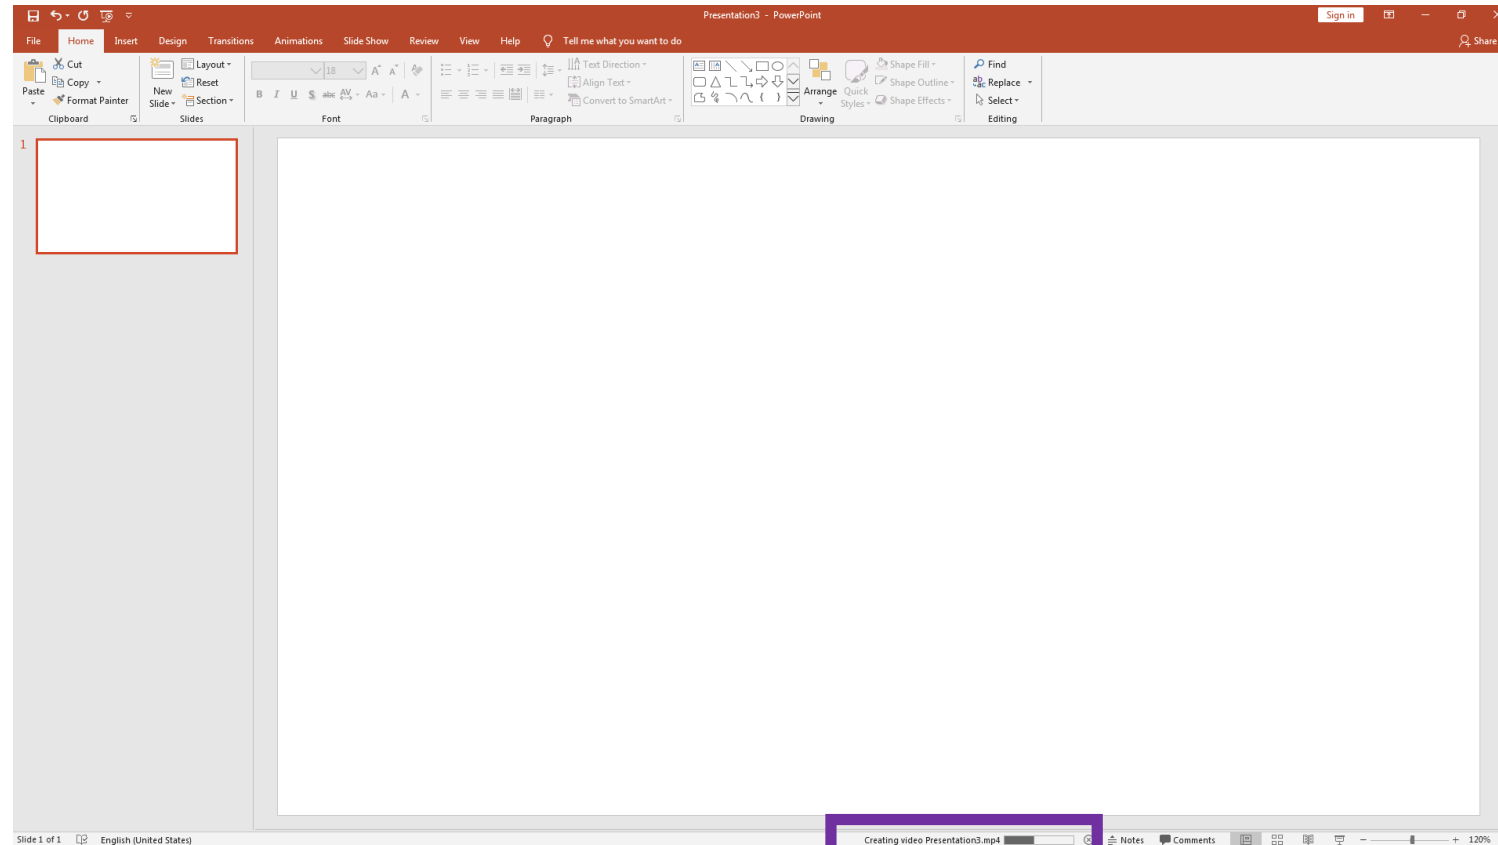 Presentation3 - PowerPoint
Sign in
File Home Insert Design Transitions Animations Slide Show Review View Help Tell me what you want to do
Share
Paste
Cut
Copy
Format Painter
Clipboard
New
Slide
Layout
Reset
Section
Slides
18
A A
B I U S abc AV Aa A
Font
Text Direction
Align Text
Convert to SmartArt
Paragraph
Arrange
Quick
Styles
Shape Fill
Shape Outline
Shape Effects
Drawing
Find
Replace
Select
Editing
1
Slide 1 of 1 English (United States)
Creating video Presentation3.mp4
Notes Comments
120%